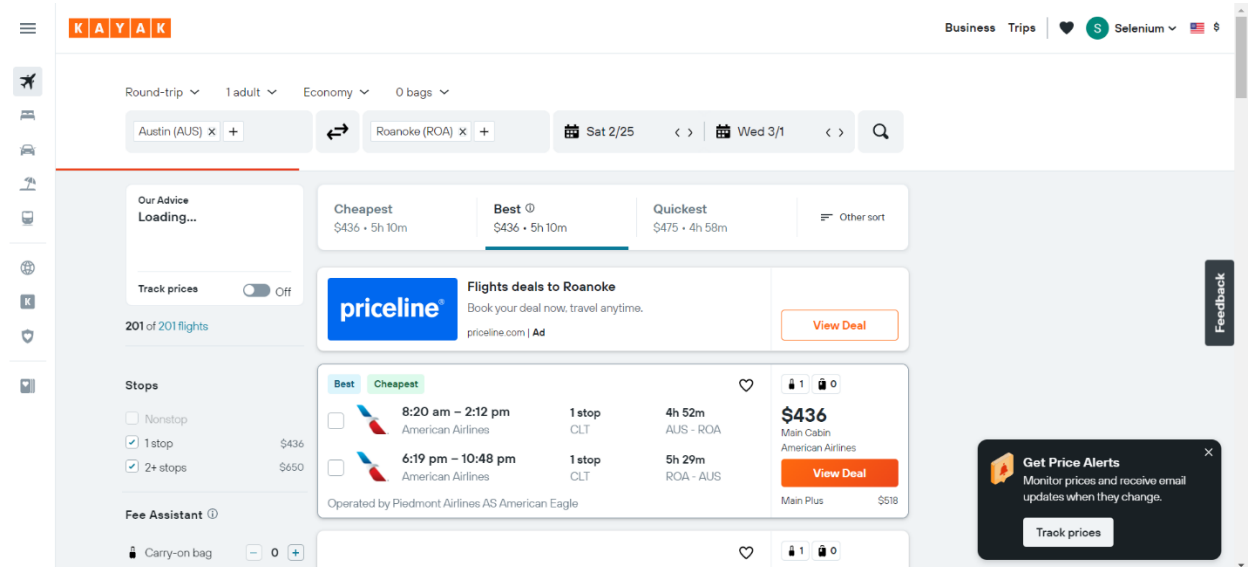 KAYAK
Business Trips S Selenium $
Round-trip 1 adult Economy 0 bags
Austin (AUS) × +
Roanoke (ROA) × +
Sat 2/25 < >
Wed 3/1 < >
Our Advice
Loading...
Track prices Off
201 of 201 flights
Stops
Nonstop
1 stop $436
2+ stops $650
Fee Assistant
Carry-on bag − 0 +
Cheapest
$436 • 5h 10m
Best
$436 • 5h 10m
Quickest
$475 • 4h 58m
Other sort
priceline®
Flights deals to Roanoke
Book your deal now, travel anytime.
priceline.com | Ad
View Deal
Best Cheapest
8:20 am – 2:12 pm 1 stop 4h 52m
American Airlines CLT AUS - ROA
6:19 pm – 10:48 pm 1 stop 5h 29m
American Airlines CLT ROA - AUS
Operated by Piedmont Airlines AS American Eagle
1 0
$436
Main Cabin
American Airlines
View Deal
Main Plus $518
1 0
Feedback
Get Price Alerts ×
Monitor prices and receive email
updates when they change.
Track prices
K